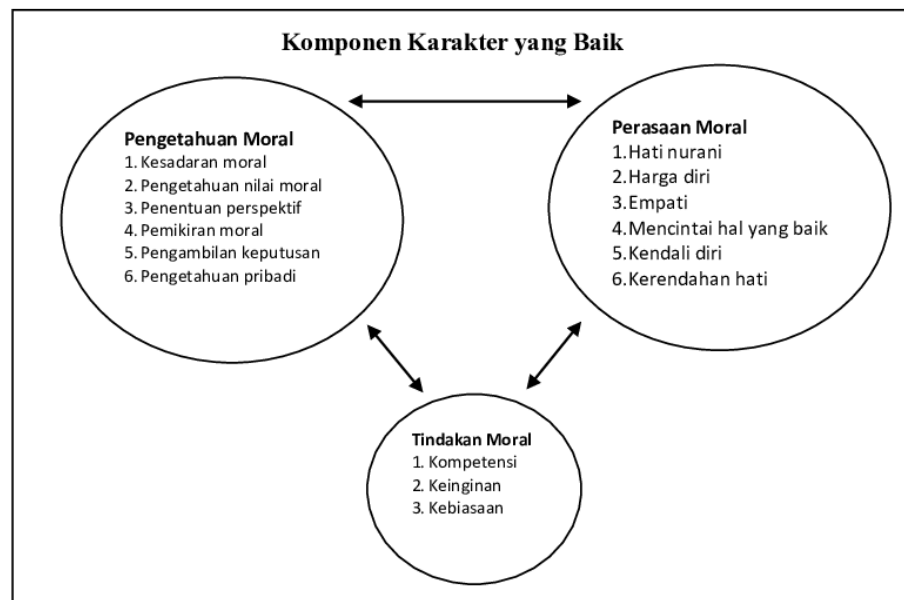 Komponen Karakter yang Baik
Pengetahuan Moral
1. Kesadaran moral
2. Pengetahuan nilai moral
3. Penentuan perspektif
4. Pemikiran moral
5. Pengambilan keputusan
6. Pengetahuan pribadi
Perasaan Moral
1.Hati nurani
2.Harga diri
3.Empati
4.Mencintai hal yang baik
5.Kendali diri
6.Kerendahan hati
Tindakan Moral
1. Kompetensi
2. Keinginan
3. Kebiasaan